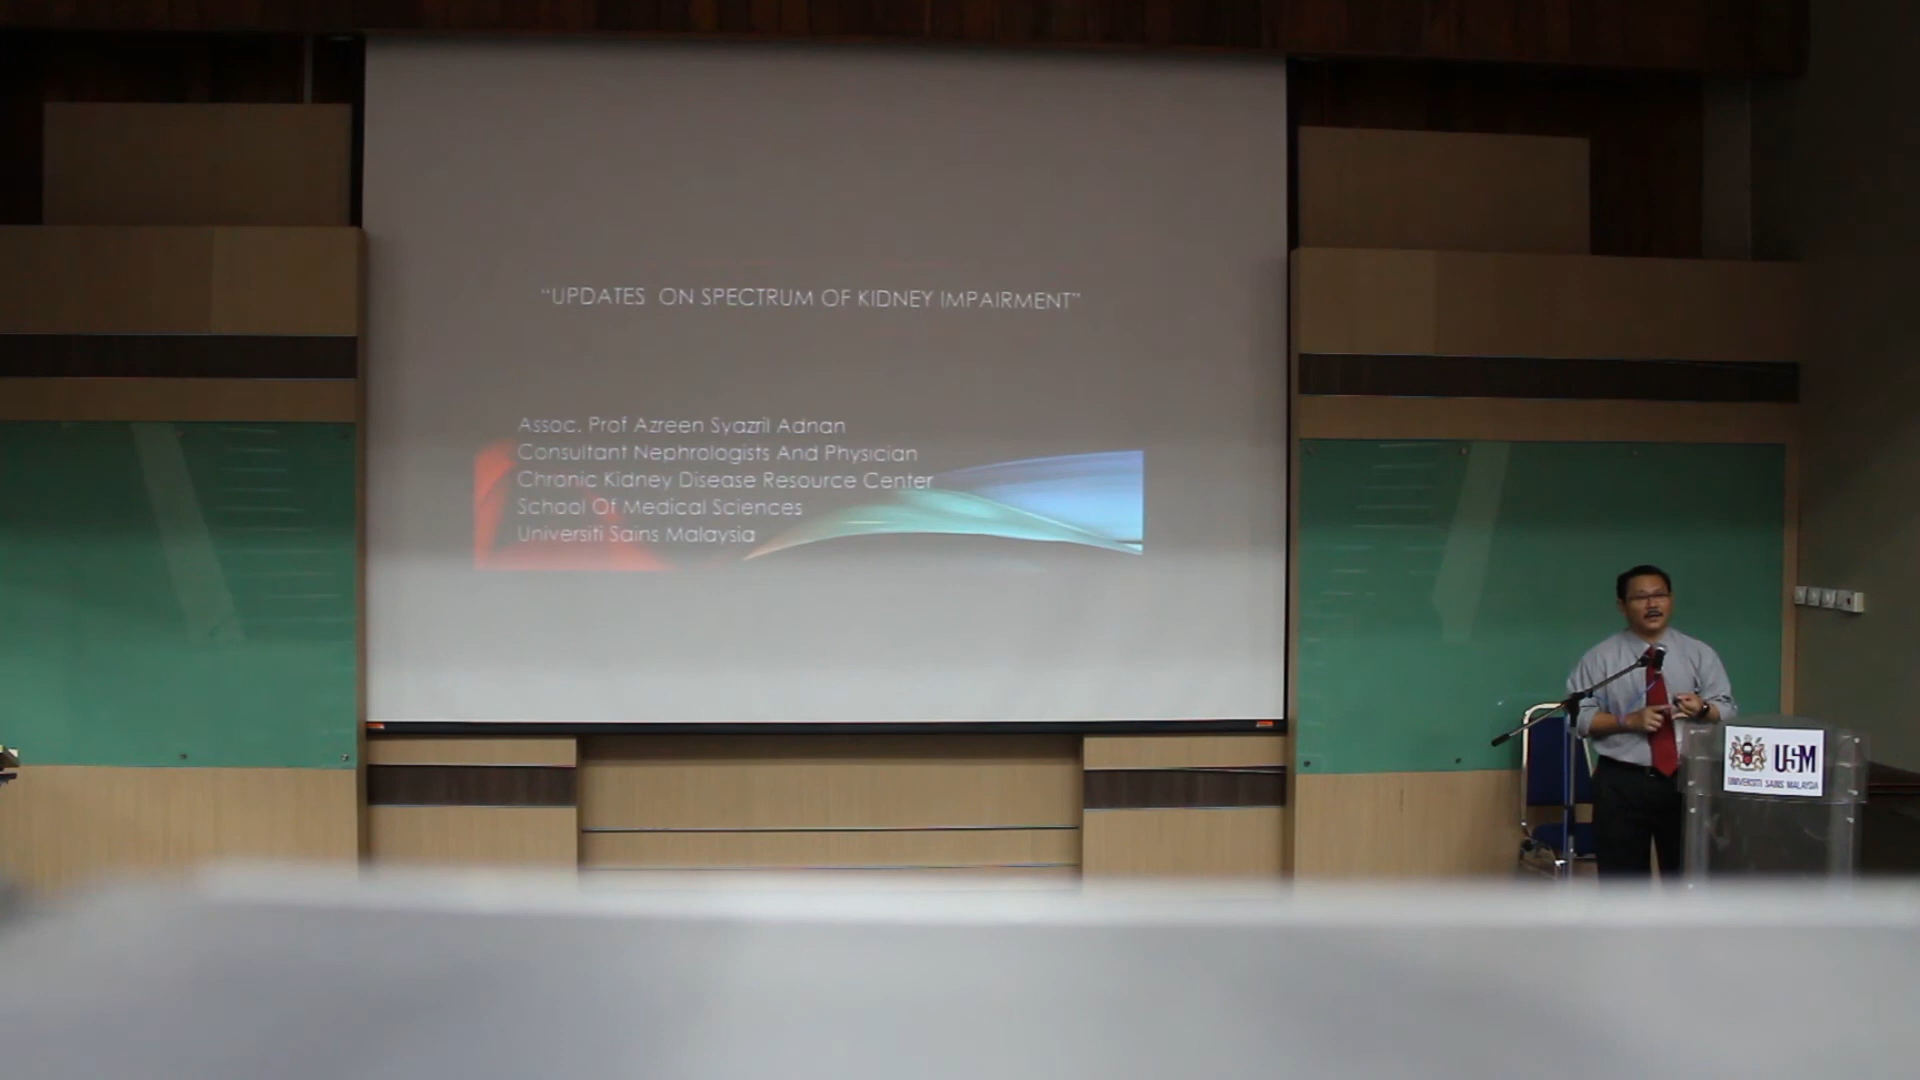 “UPDATES ON SPECTRUM OF KIDNEY IMPAIRMENT”
Assoc. Prof Azreen Syazril Adnan
Consultant Nephrologists And Physician
Chronic Kidney Disease Resource Center
School Of Medical Sciences
Universiti Sains Malaysia
USM
UNIVERSITI SAINS MALAYSIA